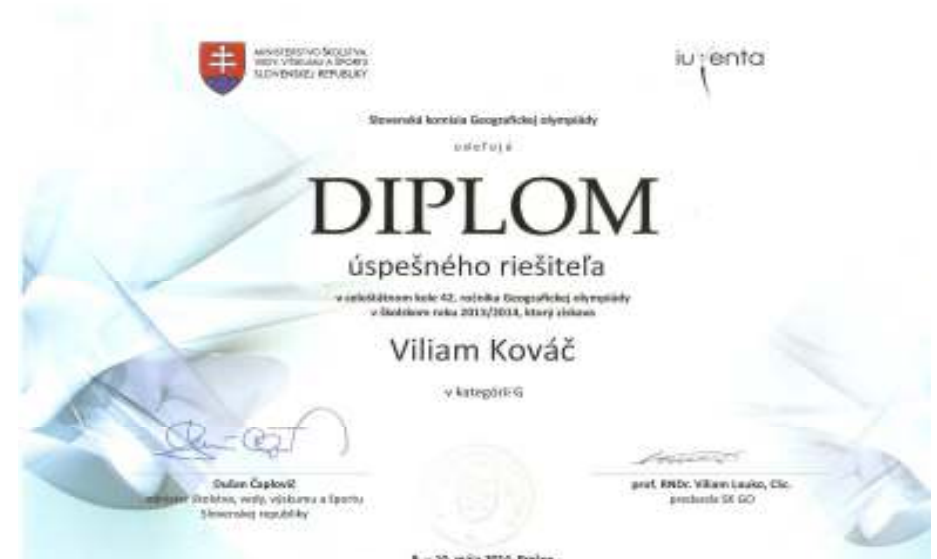 MINISTERSTVO ŠKOLSTVA,
VEDY, VÝSKUMU A ŠPORTU
SLOVENSKEJ REPUBLIKY
iuventa
Slovenská komisia Geografickej olympiády
udeľuje
DIPLOM
úspešného riešiteľa
v celoštátnom kole 42. ročníka Geografickej olympiády
v školskom roku 2013/2014, ktorý získava
Viliam Kováč
v kategórii G
Dušan Čaplovič
minister školstva, vedy, výskumu a športu
Slovenskej republiky
prof. RNDr. Viliam Lauko, CSc.
predseda SK GO
mája 2014,